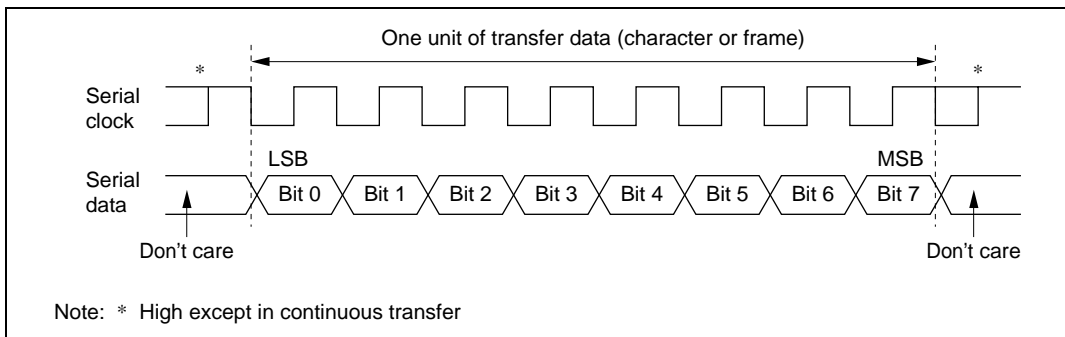 One unit of transfer data (character or frame)
* *
Serial
clock
LSB MSB
Serial
data
Bit 0 Bit 1 Bit 2 Bit 3 Bit 4 Bit 5 Bit 6 Bit 7
Don't care Don't care
Note: * High except in continuous transfer